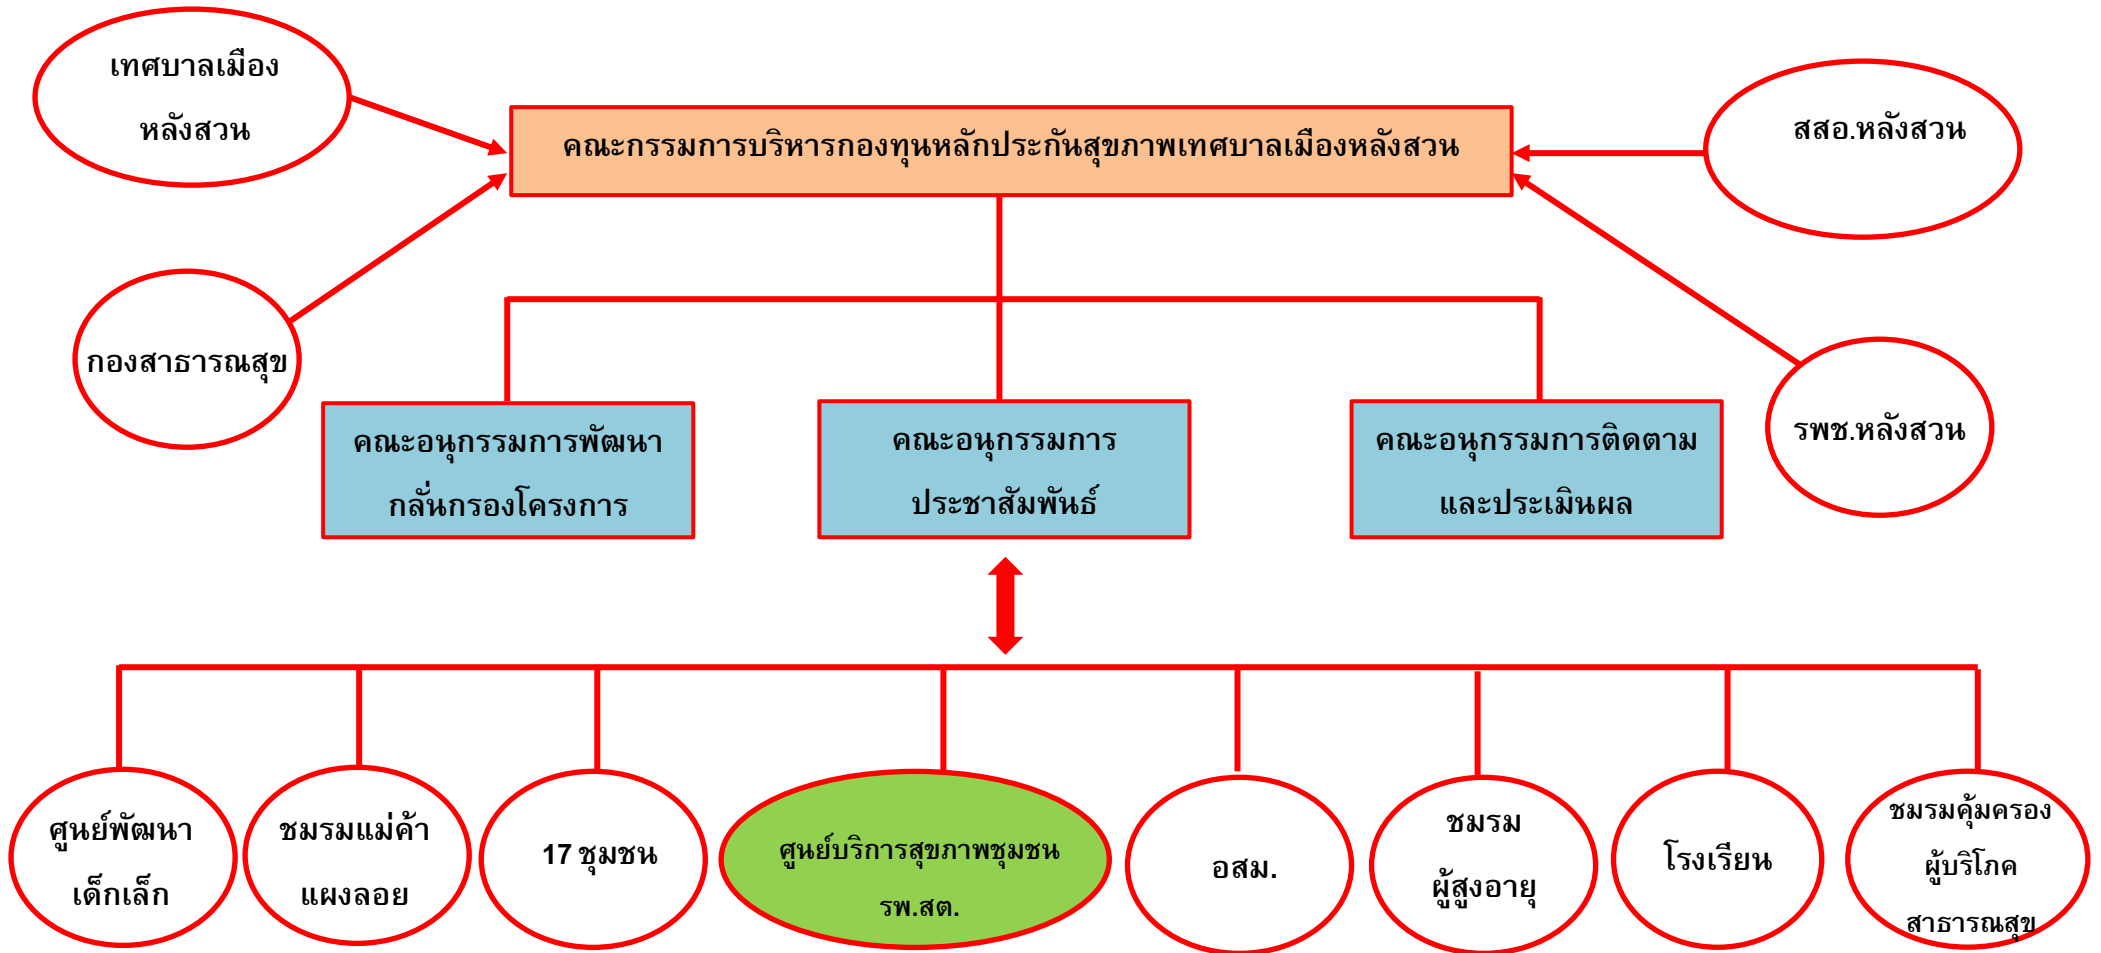 เทศบาลเมือง
หลังสวน
คณะกรรมการบริหารกองทุนหลักประกันสุขภาพเทศบาลเมืองหลังสวน
สสอ.หลังสวน
กองสาธารณสุข
รพช.หลังสวน
คณะอนุกรรมการพัฒนา
กลั่นกรองโครงการ
คณะอนุกรรมการ
ประชาสัมพันธ์
คณะอนุกรรมการติดตาม
และประเมินผล
ศูนย์พัฒนา
เด็กเล็ก
ชมรมแม่ค้า
แผงลอย
17 ชุมชน
ศูนย์บริการสุขภาพชุมชน
รพ.สต.
อสม.
ชมรม
ผู้สูงอายุ
โรงเรียน
ชมรมคุ้มครอง
ผู้บริโภค
สาธารณสุข